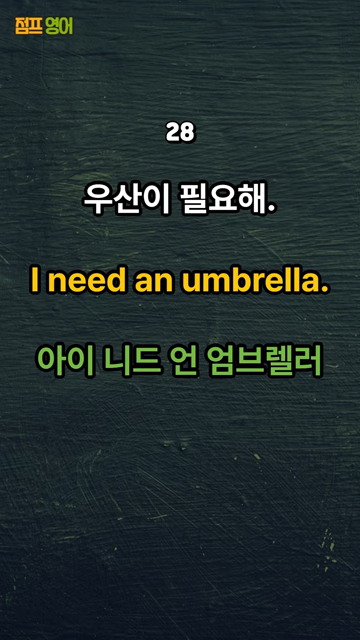 점프 영어
28
우산이 필요해.
I need an umbrella.
아이 니드 언 엄브렐러